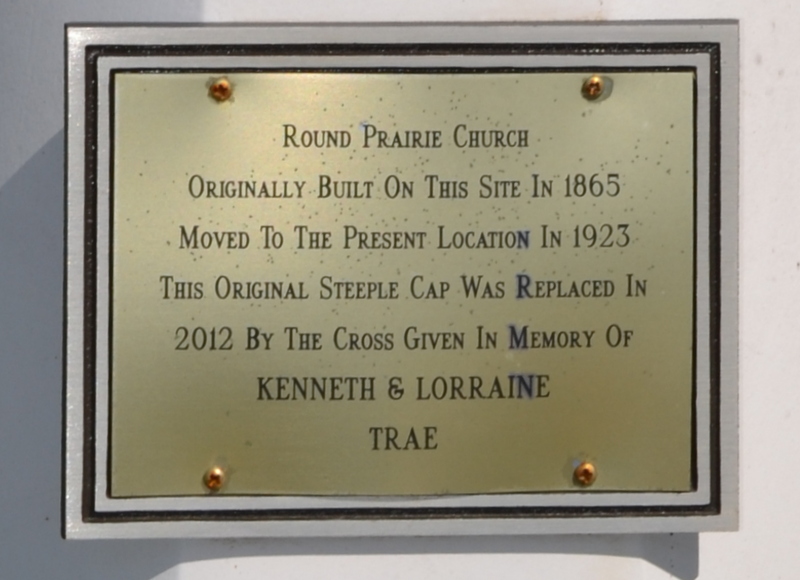 Round Prairie Church
Originally Built On This Site In 1865
Moved To The Present Location In 1923
This Original Steeple Cap Was Replaced In
2012 By The Cross Given In Memory Of
KENNETH & LORRAINE
TRAE